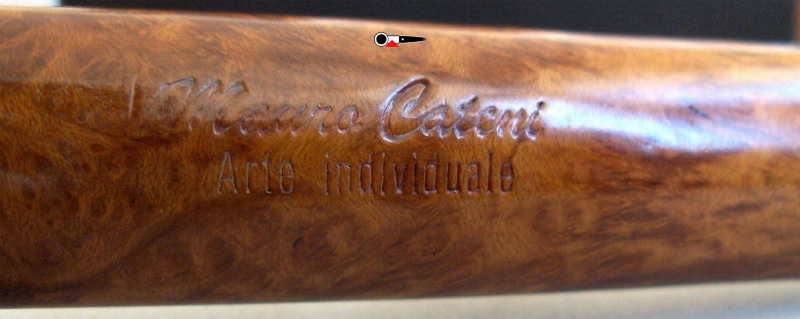 Mauro Cateni
Arte individuale